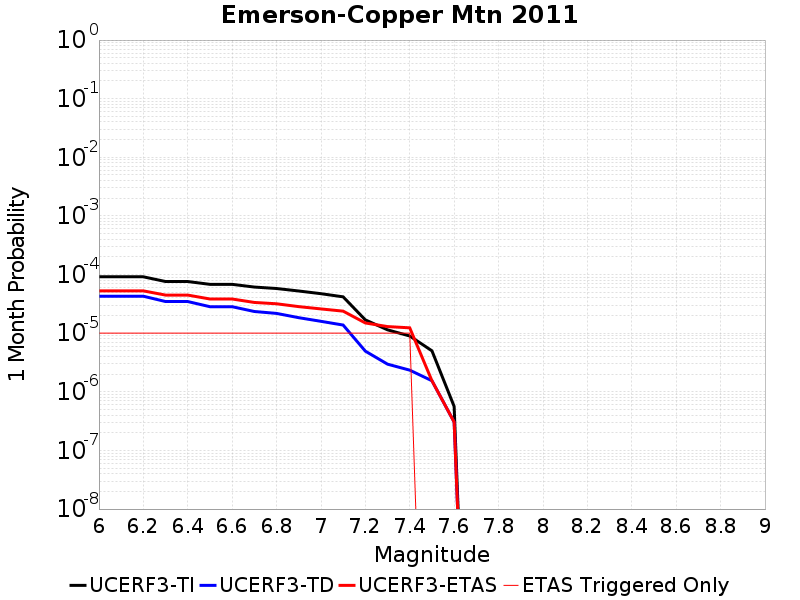 Emerson-Copper Mtn 2011
1 Month Probability
10^0
10^-1
10^-2
10^-3
10^-4
10^-5
10^-6
10^-7
10^-8
6 6.2 6.4 6.6 6.8 7 7.2 7.4 7.6 7.8 8 8.2 8.4 8.6 8.8 9
Magnitude
UCERF3-TI UCERF3-TD UCERF3-ETAS ETAS Triggered Only